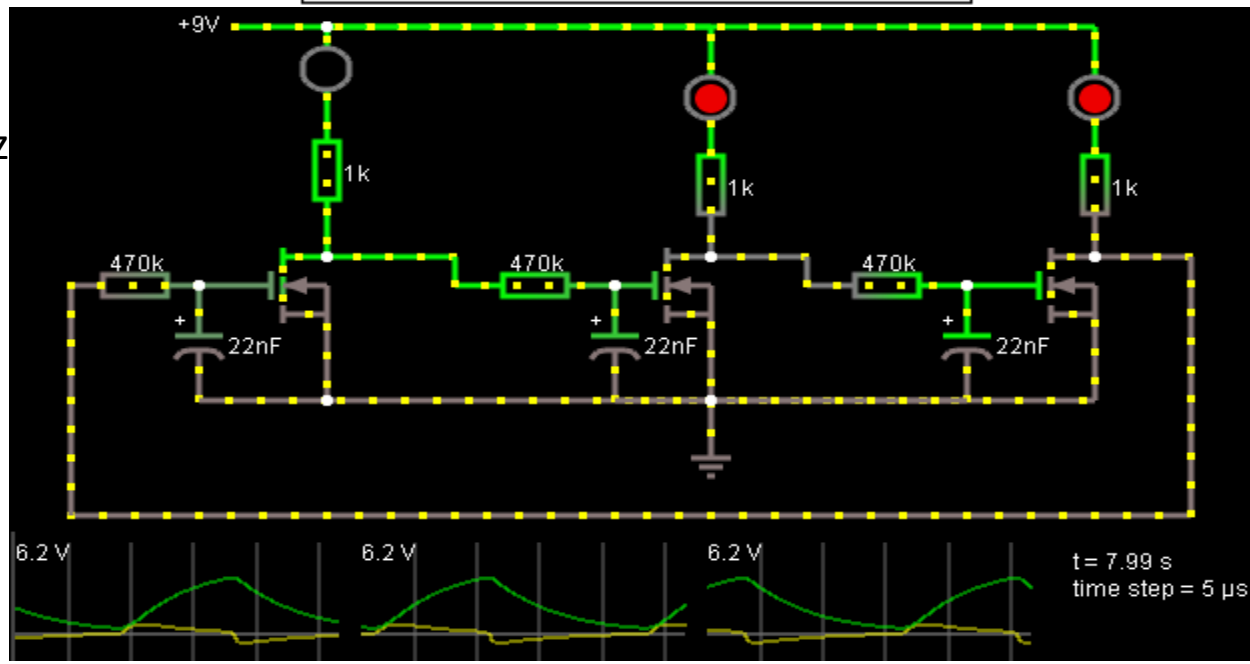 +9V
Z
1k
1k
1k
470k
470k
470k
+
22nF
+
22nF
+
22nF
6.2 V
6.2 V
6.2 V
t = 7.99 s
time step = 5 µs